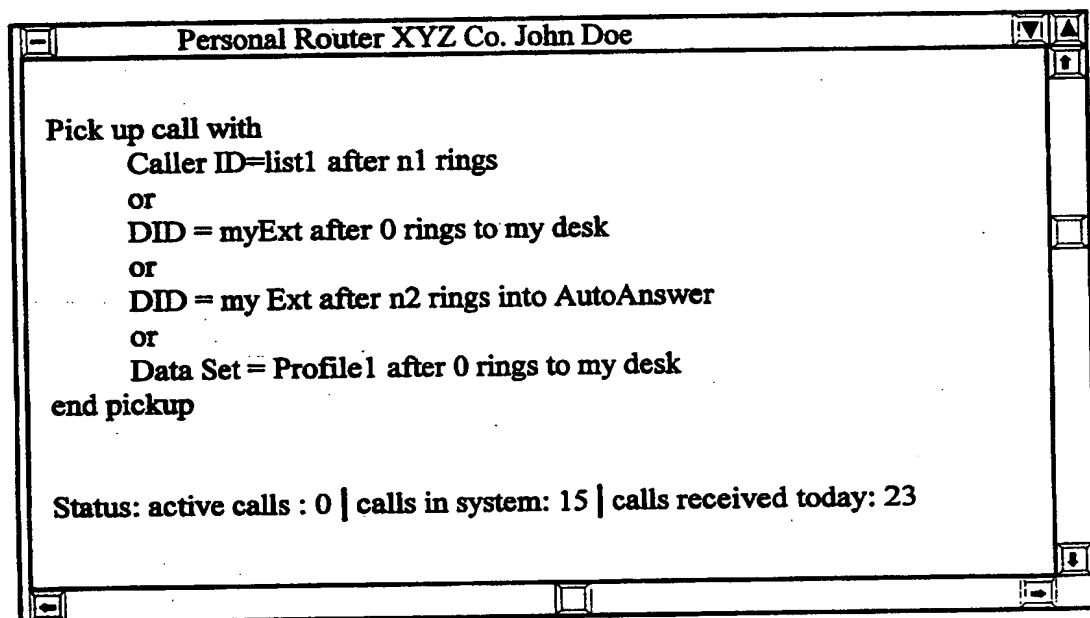 Personal Router XYZ Co. John Doe
Pick up call with
Caller ID=list1 after n1 rings
or
DID = myExt after 0 rings to my desk
or
DID = my Ext after n2 rings into AutoAnswer
or
Data Set = Profile1 after 0 rings to my desk
end pickup
Status: active calls : 0 | calls in system: 15 | calls received today: 23